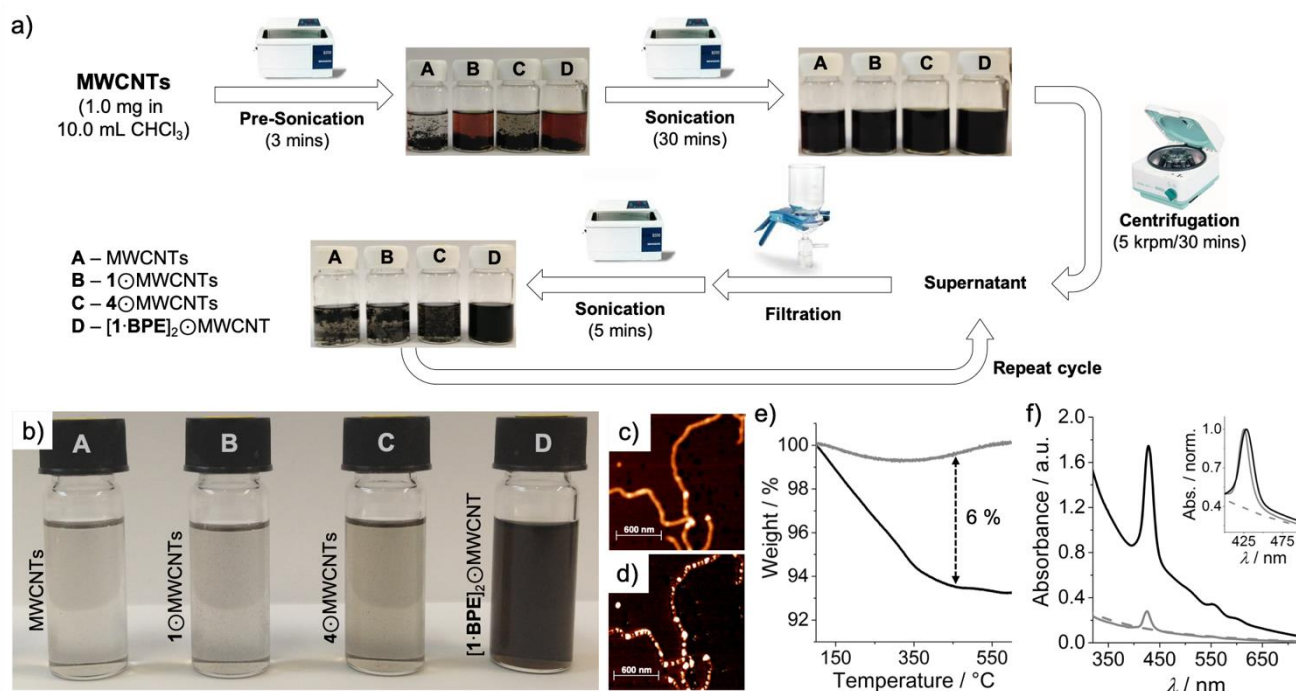 a)
MWCNTs
(1.0 mg in
10.0 mL CHCl₃)
Pre-Sonication
(3 mins)
A B C D
Sonication
(30 mins)
A B C D
Centrifugation
(5 krpm/30 mins)
Supernatant
Filtration
Sonication
(5 mins)
A B C D
A – MWCNTs
B – 1⊙MWCNTs
C – 4⊙MWCNTs
D – [1·BPE]₂⊙MWCNT
Repeat cycle
b)
A B C D
MWCNTs
1⊙MWCNTs
4⊙MWCNTs
[1·BPE]₂⊙MWCNT
c)
600 nm
d)
600 nm
e)
Weight / %
100
98
96
94
92
6 %
150 350 550
Temperature / °C
f)
Absorbance / a.u.
2.0
1.6
1.2
0.8
0.4
0.0
350 450 550 650
λ / nm
Abs. / norm.
1.0
0.7
0.4
425 475
λ / nm